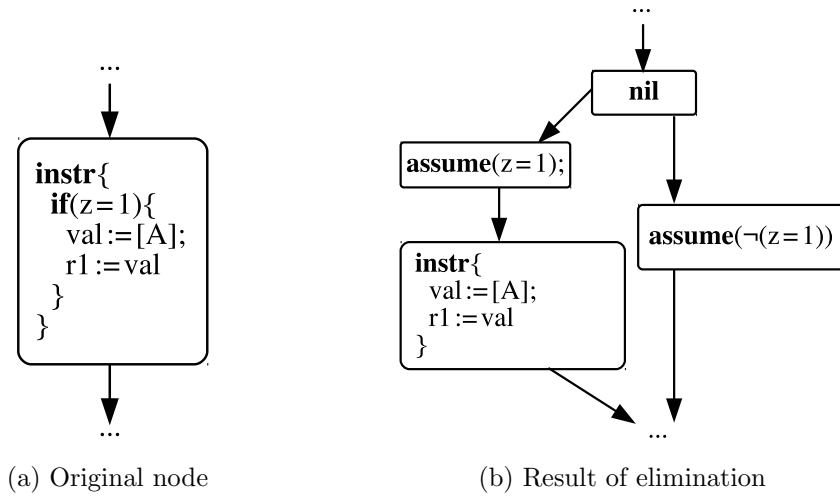 ...
instr{
if(z=1){
val:=[A];
r1:=val
}
}
...
(a) Original node
...
nil
assume(z=1);
assume(¬(z=1))
instr{
val:=[A];
r1:=val
}
...
(b) Result of elimination